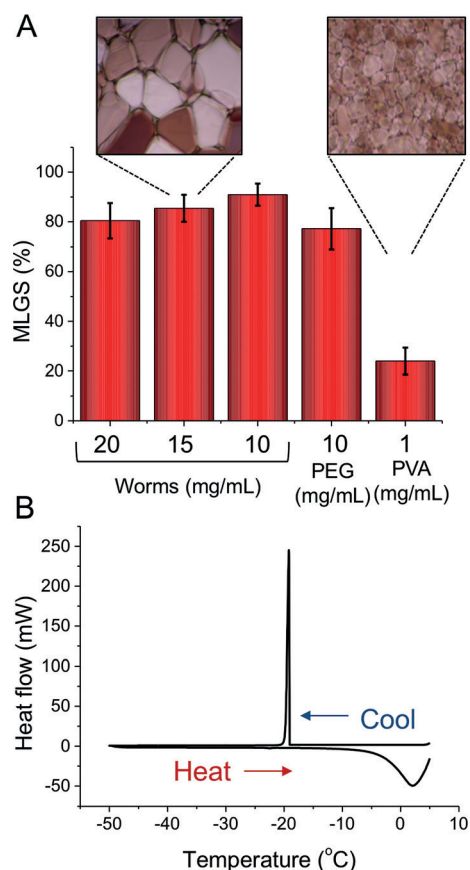 A
MLGS (%)
100
80
60
40
20
0
20 15 10 10 1
Worms (mg/mL)
PEG
(mg/mL)
PVA
(mg/mL)
B
Heat flow (mW)
250
200
150
100
50
0
-50
Cool
Heat
-50 -40 -30 -20 -10 0 10
Temperature (°C)